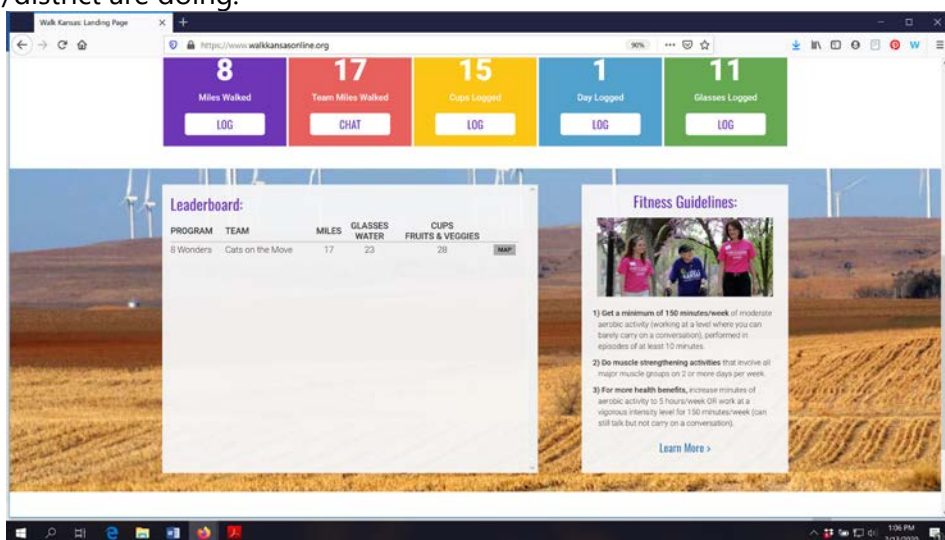 /district are doing.
Walk Kansas: Landing Page
https://www.walkkansasonline.org
90%
8
Miles Walked
LOG
17
Team Miles Walked
CHAT
15
Cups Logged
LOG
1
Day Logged
LOG
11
Glasses Logged
LOG
Leaderboard:
PROGRAM TEAM MILES GLASSES WATER CUPS FRUITS & VEGGIES
8 Wonders Cats on the Move 17 23 28 MAP
Fitness Guidelines:
1) Get a minimum of 150 minutes/week of moderate
aerobic activity (working at a level where you can
barely carry on a conversation), performed in
episodes of at least 10 minutes.
2) Do muscle strengthening activities that involve all
major muscle groups on 2 or more days per week.
3) For more health benefits, increase minutes of
aerobic activity to 5 hours/week OR work at a
vigorous intensity level for 150 minutes/week (can
still talk but not carry on a conversation).
Learn More >
1:06 PM